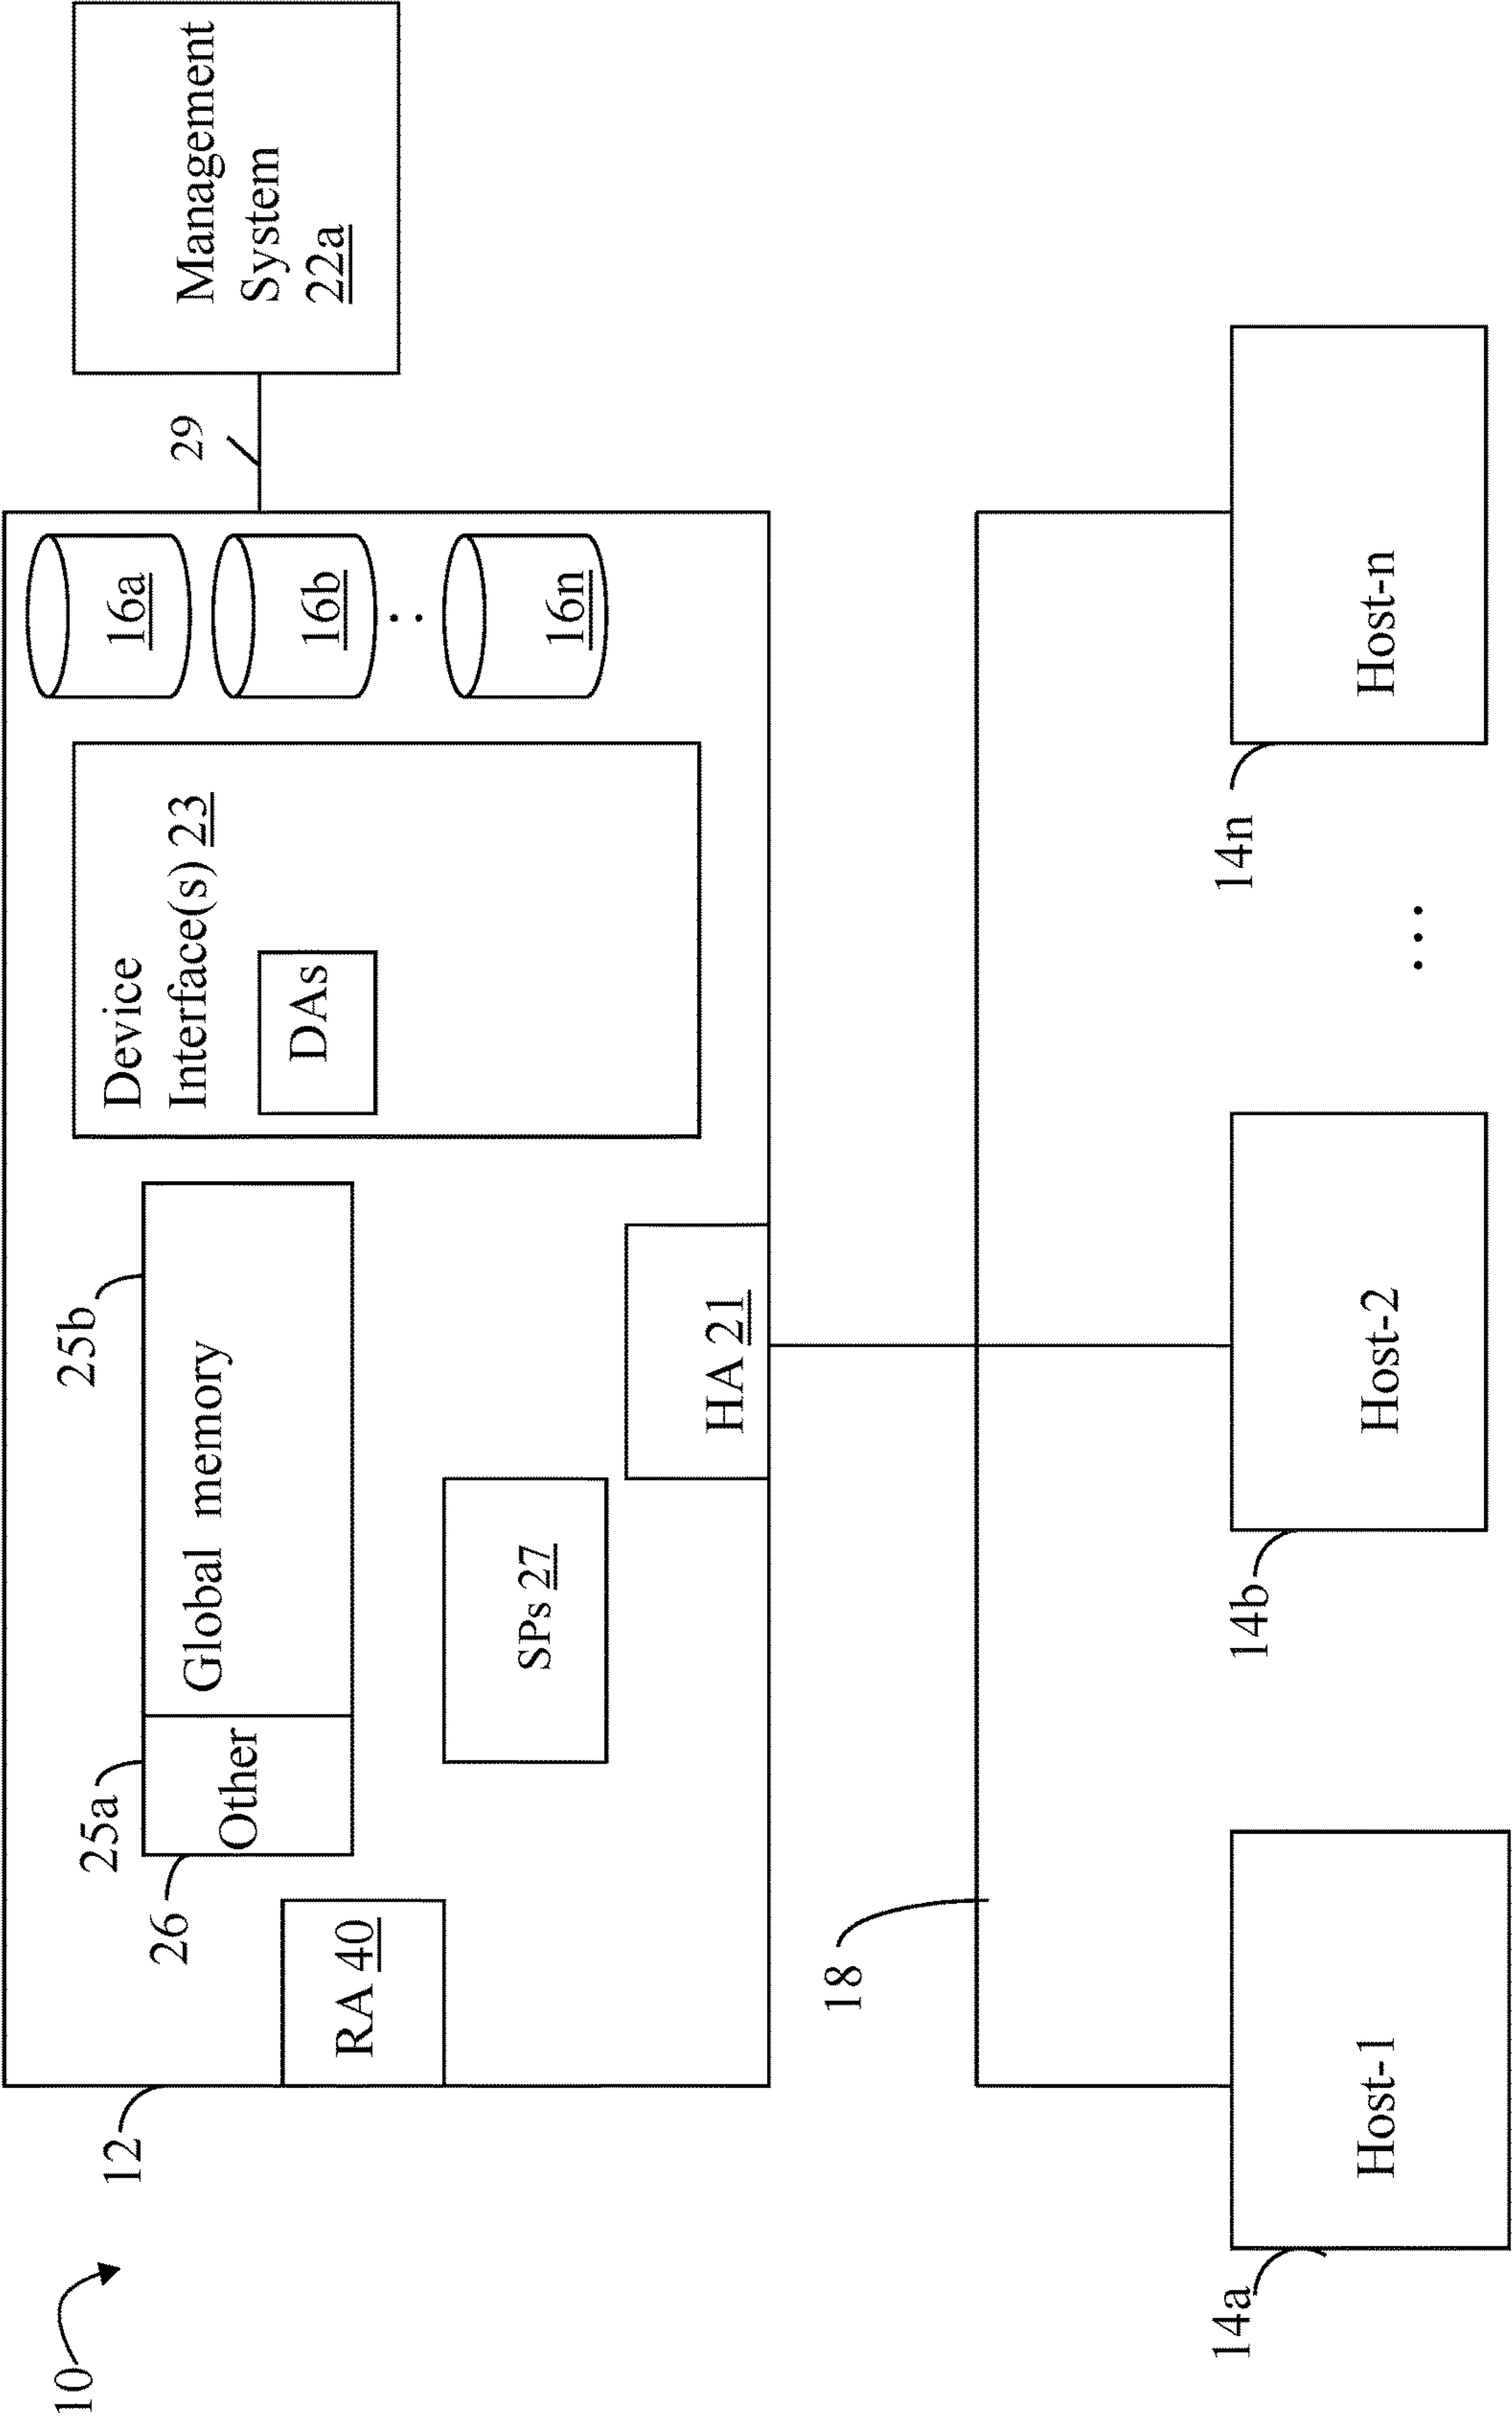 10
12
26
25a
25b
Other
Global memory
RA 40
SPs 27
HA 21
Device
Interface(s) 23
DAs
16a
16b
16n
29
Management
System
22a
18
14a
Host-1
14b
Host-2
...
14n
Host-n